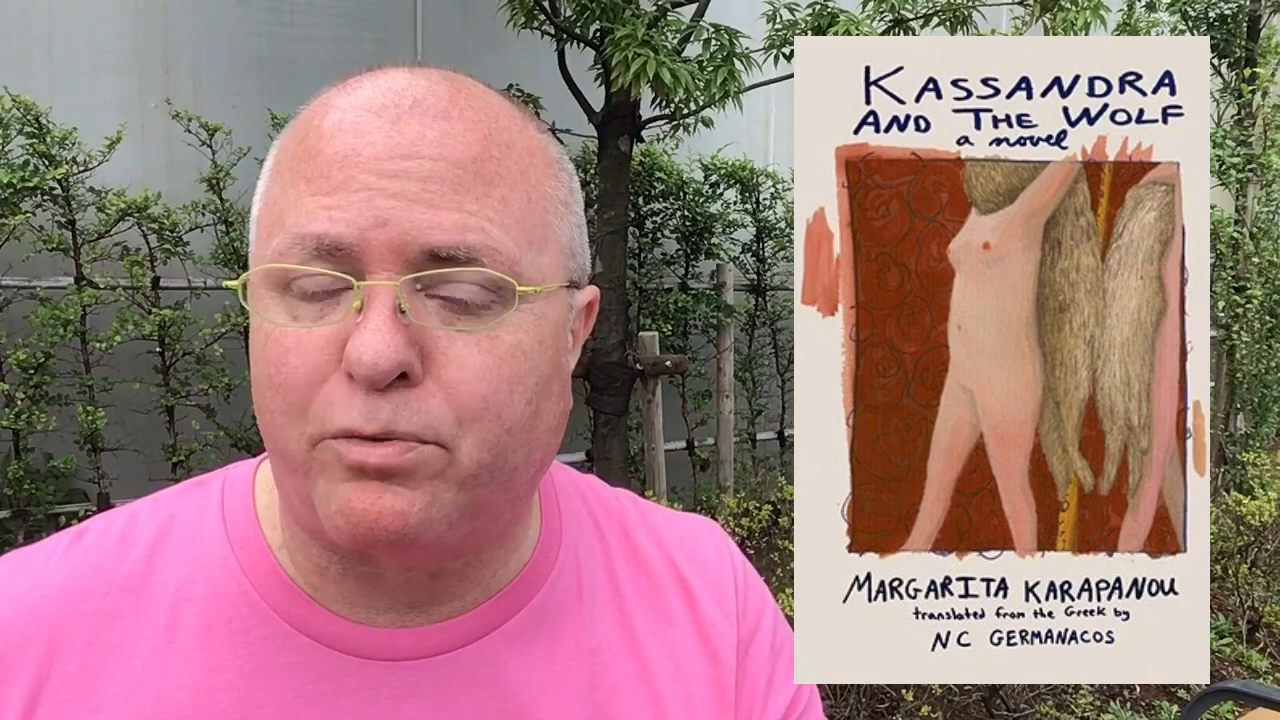 KASSANDRA
AND THE WOLF
a novel
MARGARITA KARAPANOU
translated from the Greek by
NC GERMANACOS